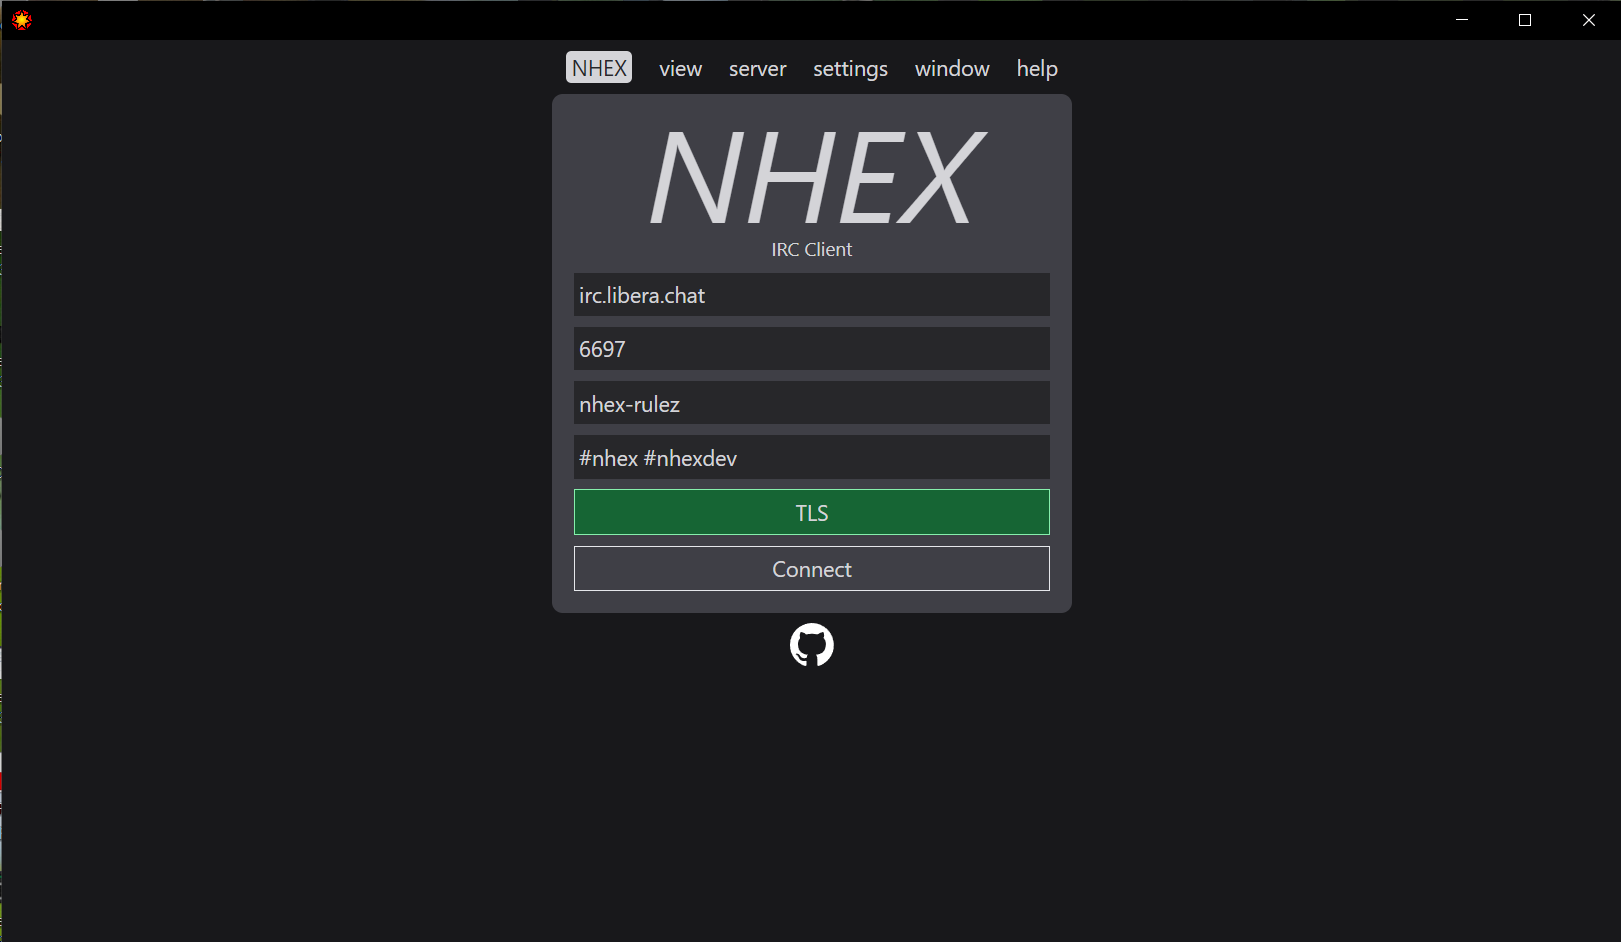 NHEX view server settings window help
NHEX
IRC Client
irc.libera.chat
6697
nhex-rulez
#nhex #nhexdev
TLS
Connect